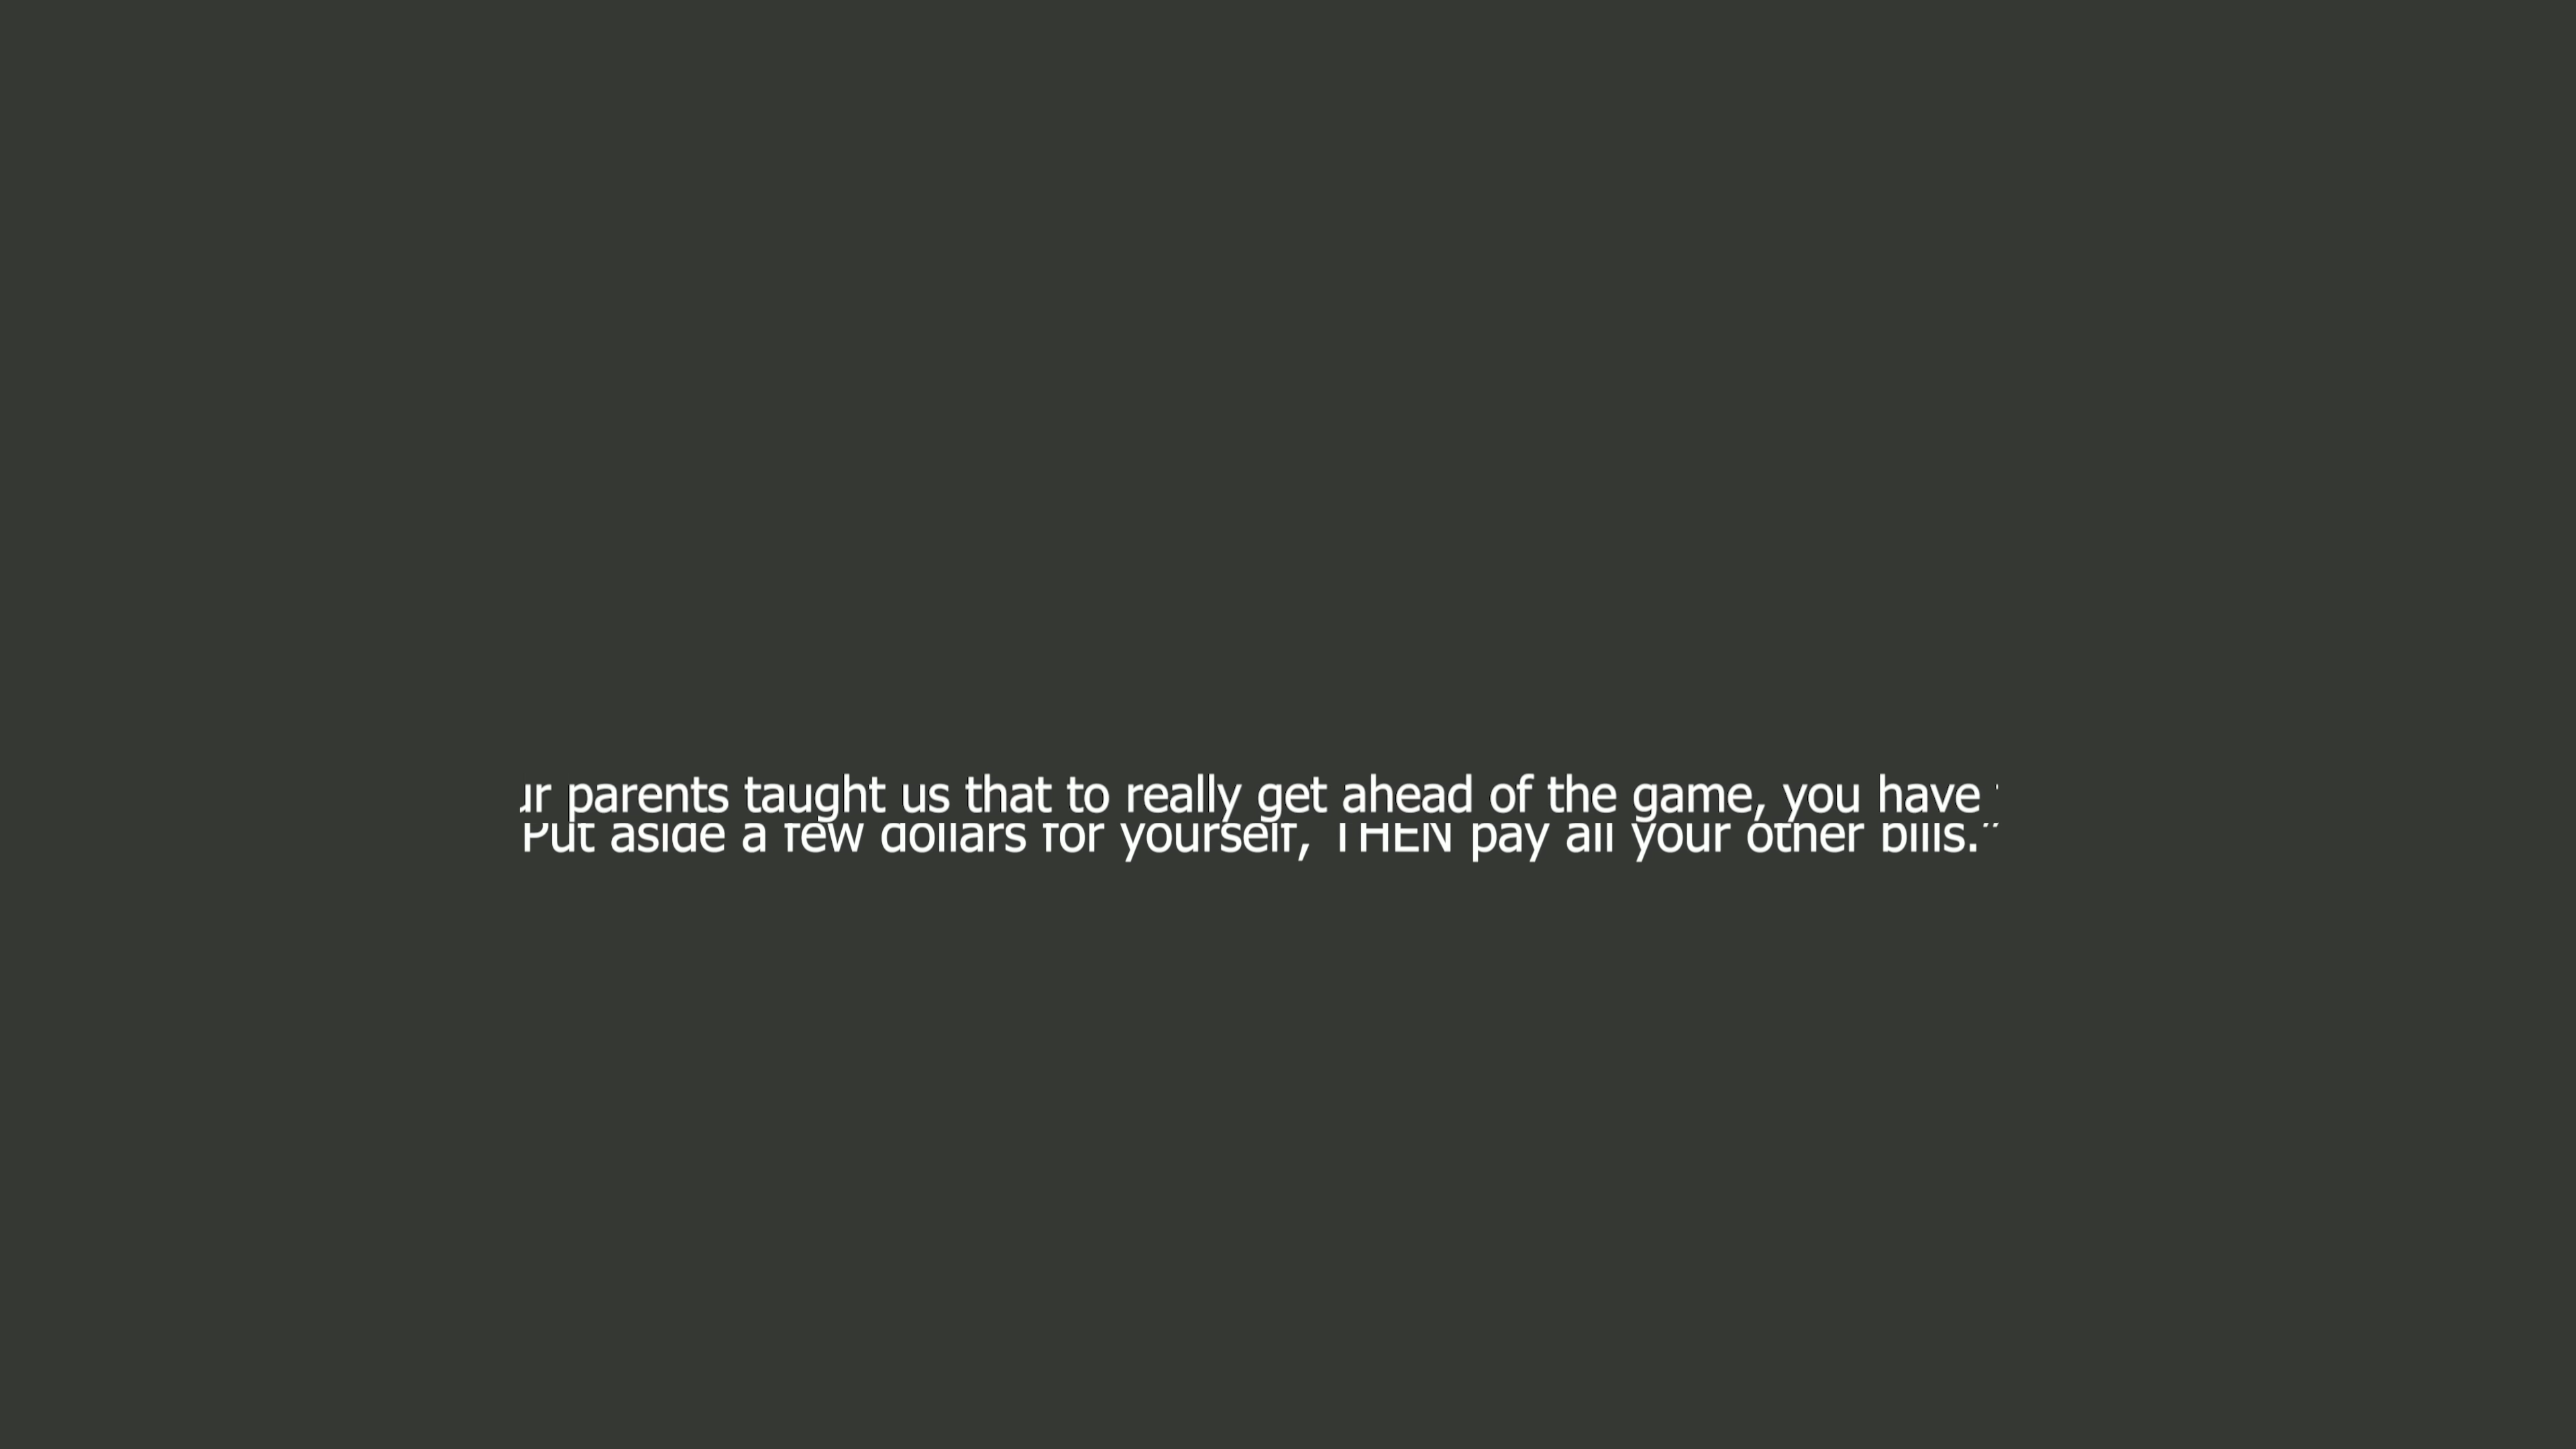 parents taught us that to really get ahead of the game, you have
Put aside a few dollars for yourself, THEN pay all your other bills.”